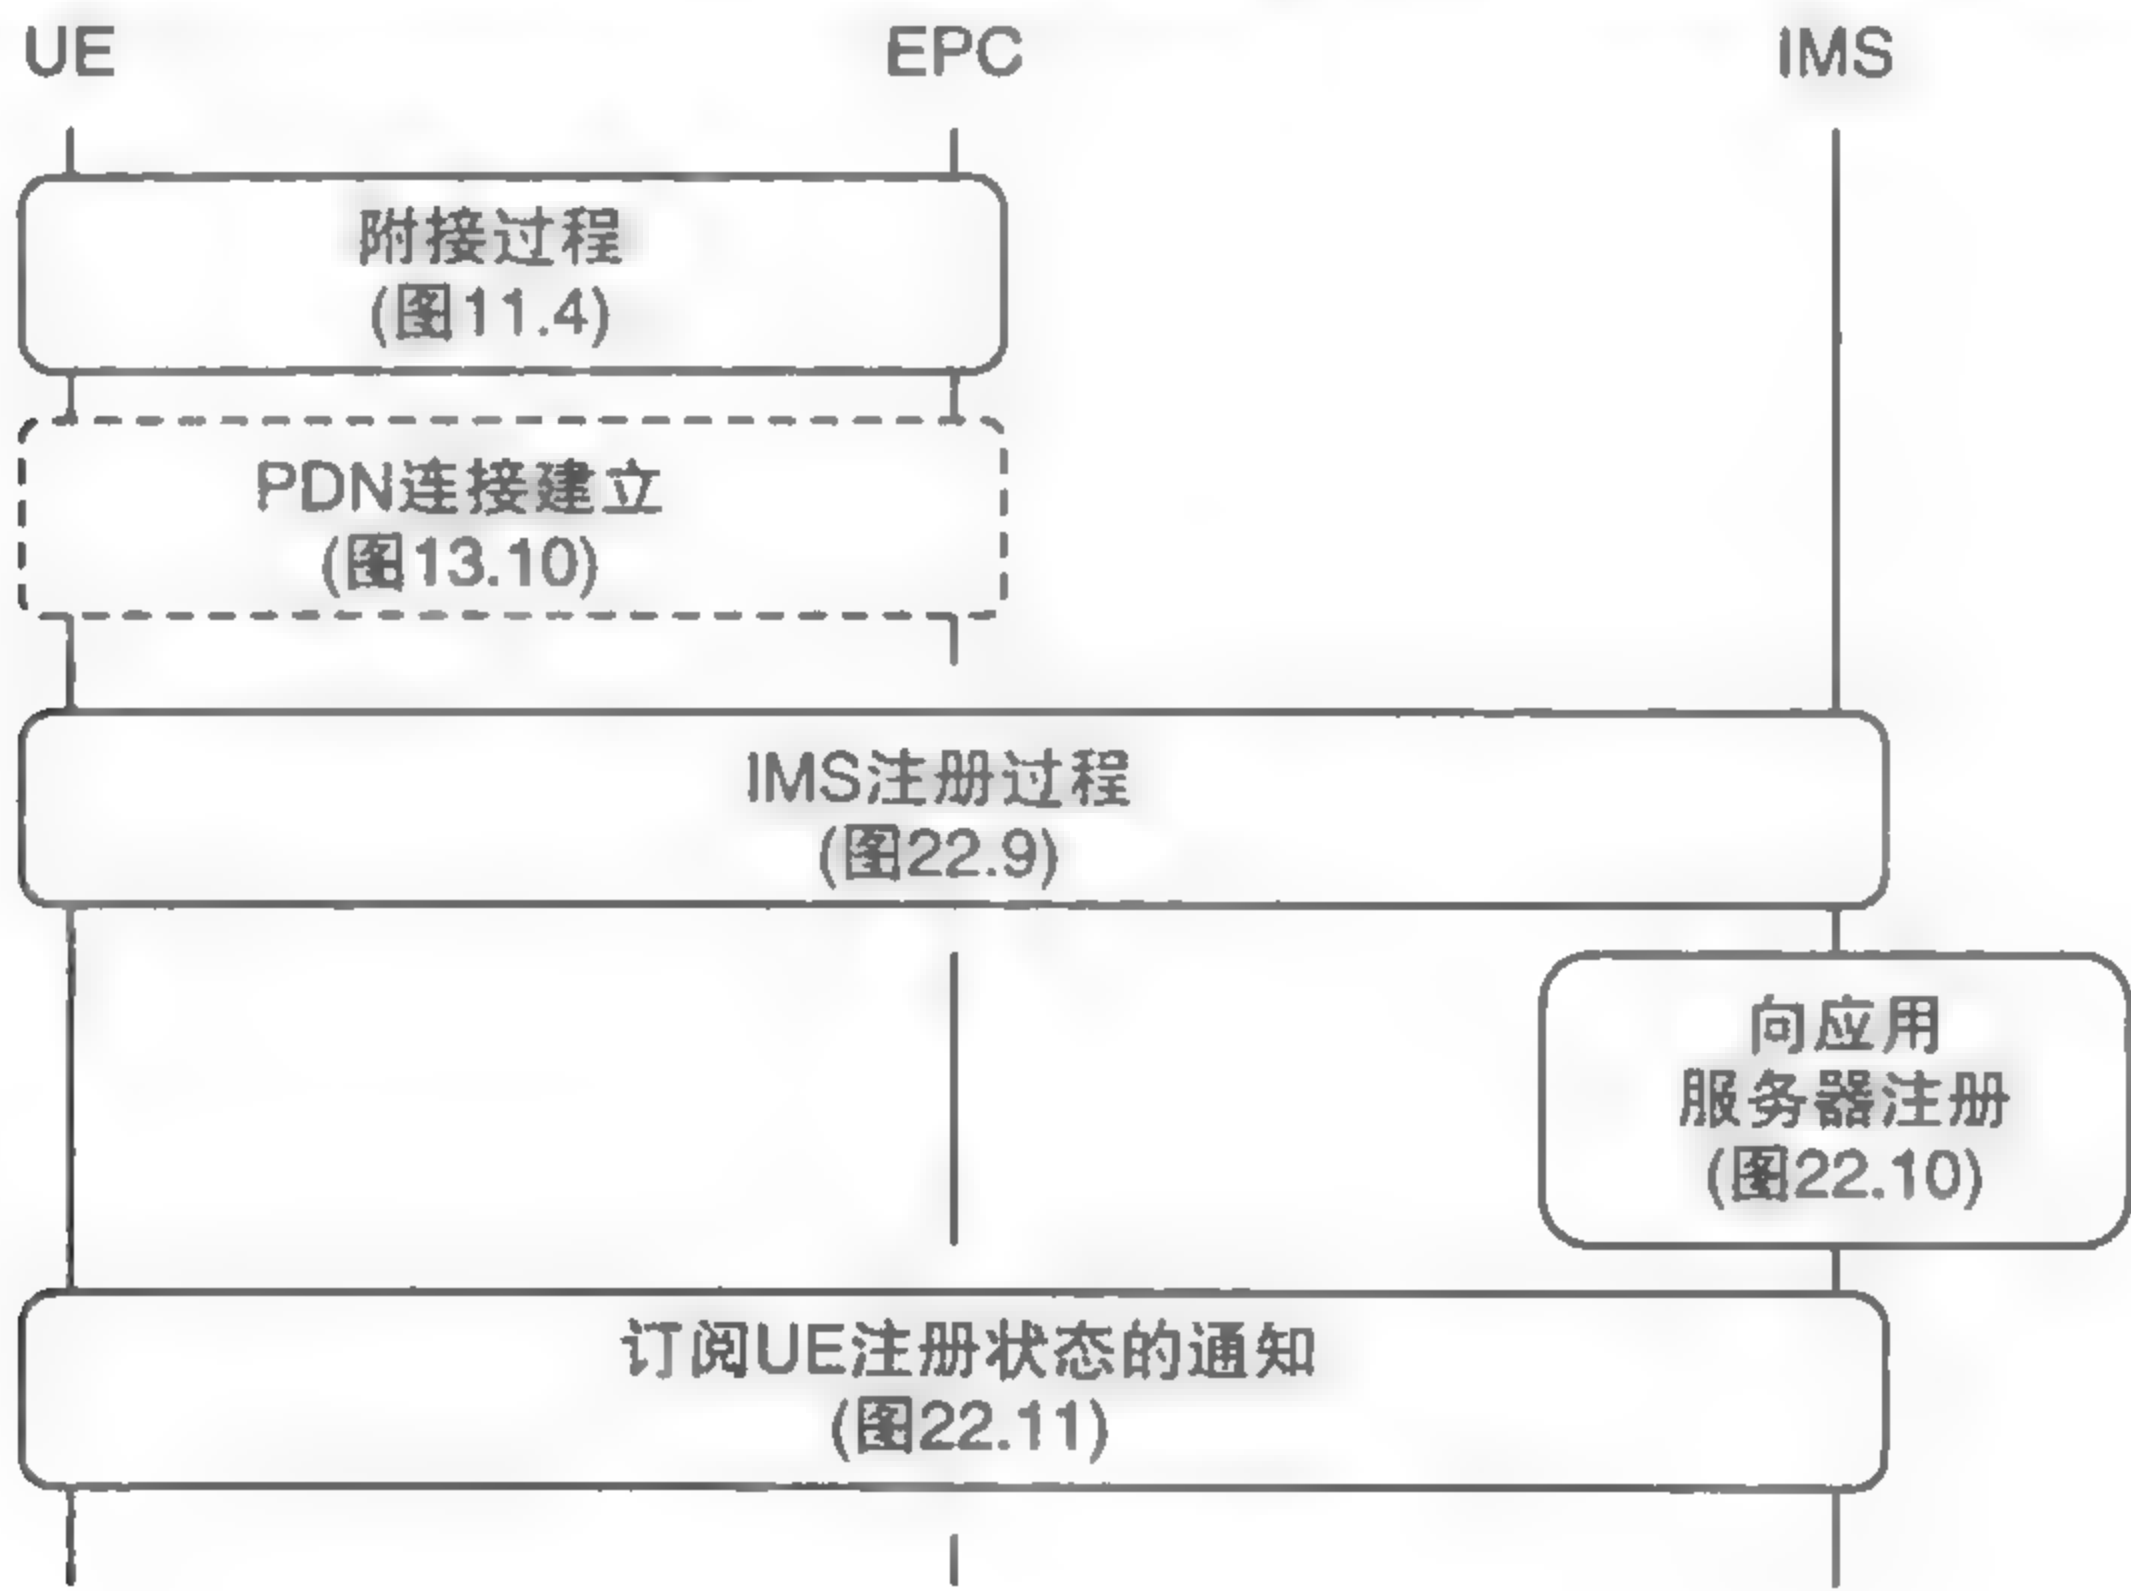 UE
EPC
IMS
附接过程
(图11.4)
PDN连接建立
(图13.10)
IMS注册过程
(图22.9)
向应用
服务器注册
(图22.10)
订阅UE注册状态的通知
(图22.11)